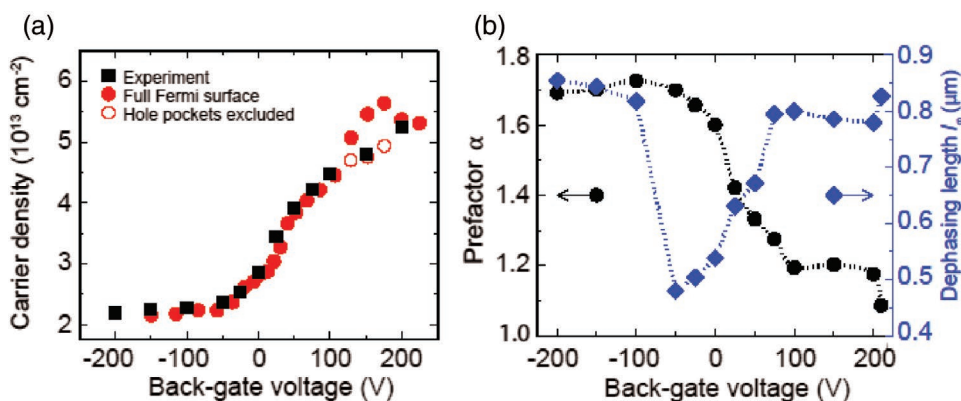 (a)
Carrier density (10¹³ cm⁻²)
6
5
4
3
2
Experiment
Full Fermi surface
Hole pockets excluded
-200 -100 0 100 200
Back-gate voltage (V)
(b)
Prefactor α
1.8
1.6
1.4
1.2
1.0
-200 -100 0 100 200
Back-gate voltage (V)
0.9
0.8
0.7
0.6
0.5
0.4
Dephasing length lₑ (μm)